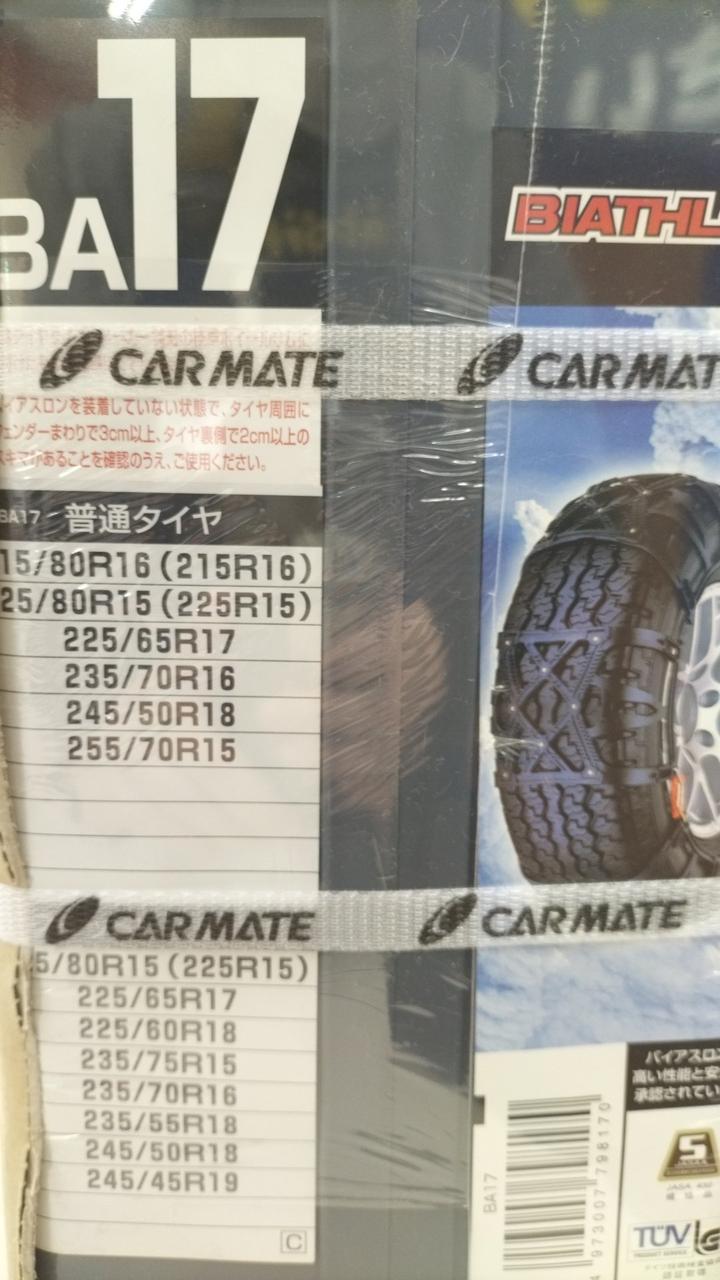 BA17
BIATHL
CARMATE CARMAT
イアスロンを装着していない状態で、タイヤ周囲に
ェンダーまわりで3cm以上、タイヤ裏側で2cm以上の
スキマがあることを確認のうえ、ご使用ください。
BA17 普通タイヤ
15/80R16 (215R16)
25/80R15 (225R15)
225/65R17
235/70R16
245/50R18
255/70R15
CARMATE CARMATE
5/80R15 (225R15)
225/65R17
225/60R18
235/75R15
235/70R16
235/55R18
245/50R18
245/45R19
C
BA17
973007 798170
バイアスロ
高い性能と安
承認されてい
S
TÜV
PRODUCT SERVICE